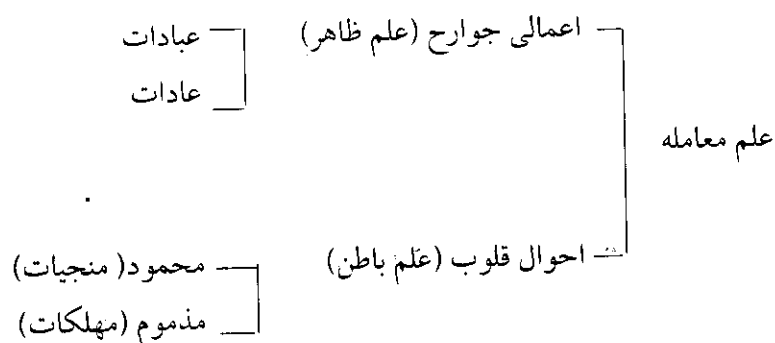 اعمالی جوارح (علم ظاهر)
عبادات
عادات
علم معامله
احوال قلوب (علم باطن)
محمود (منجیات)
مذموم (مهلکات)